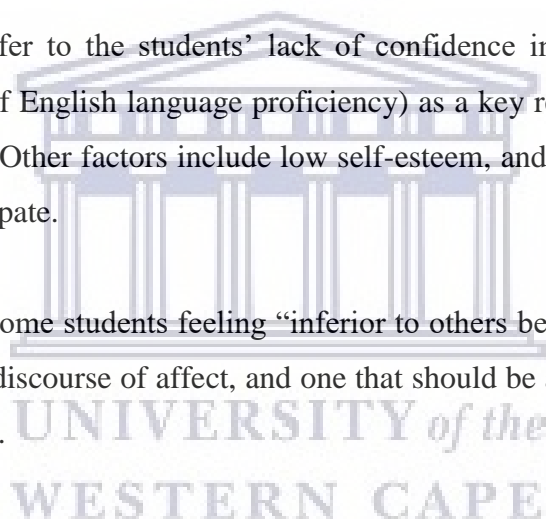 fer to the students’ lack of confidence in
f English language proficiency) as a key re
Other factors include low self-esteem, and
pate.
ome students feeling “inferior to others be
discourse of affect, and one that should be
.
UNIVERSITY of the
WESTERN CAPE